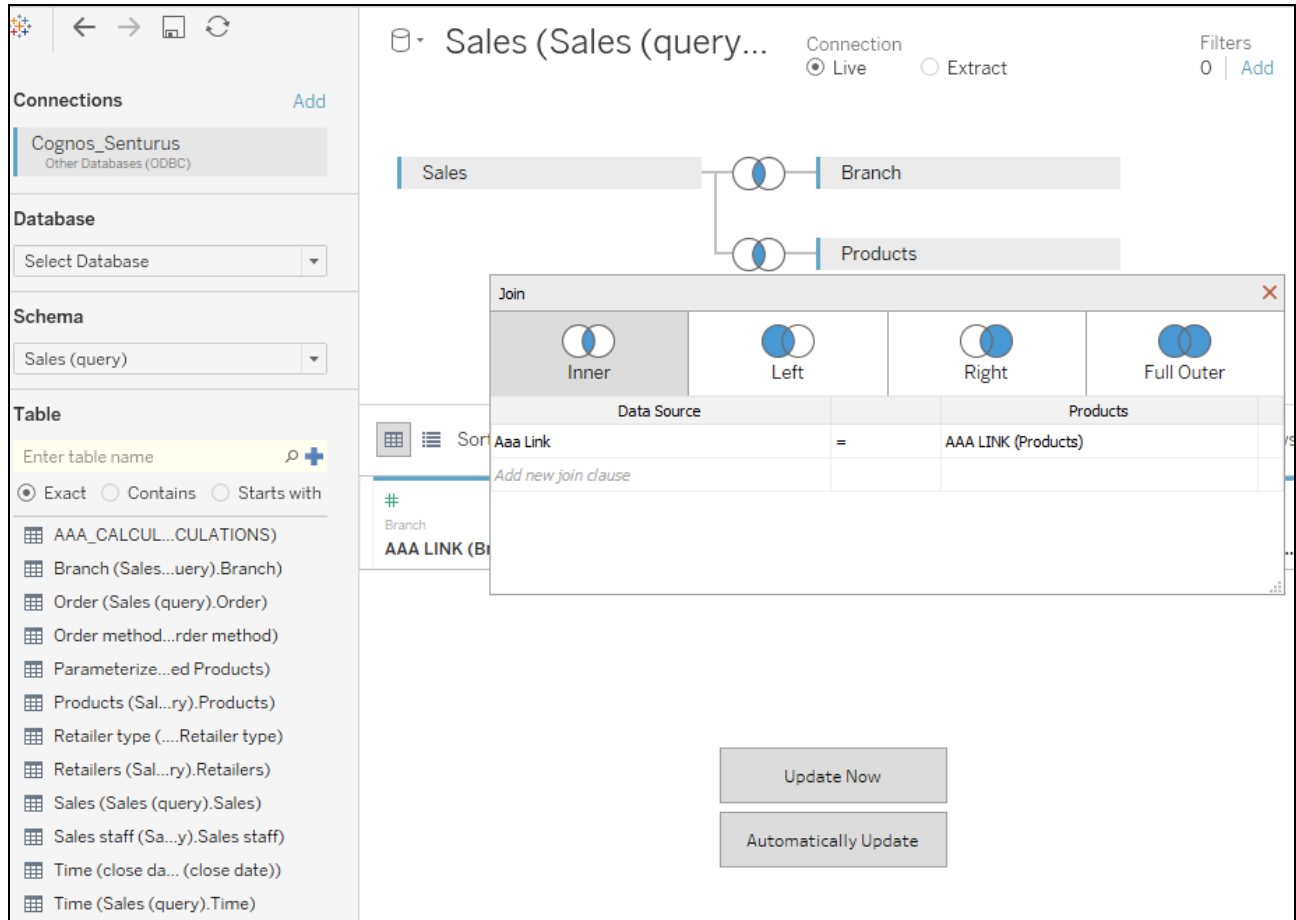 Connections
Add
Cognos_Senturus
Other Databases (ODBC)
Database
Select Database
Schema
Sales (query)
Table
Enter table name
Exact Contains Starts with
AAA_CALCUL...CULATIONS)
Branch (Sales...uery).Branch)
Order (Sales (query).Order)
Order method...rder method)
Parameterize...ed Products)
Products (Sal...ry).Products)
Retailer type (....Retailer type)
Retailers (Sal...ry).Retailers)
Sales (Sales (query).Sales)
Sales staff (Sa...y).Sales staff)
Time (close da... (close date))
Time (Sales (query).Time)
Sales (Sales (query...
Connection
Live Extract
Filters
0 Add
Sales
Branch
Products
Join
Inner Left Right Full Outer
Data Source Products
Aaa Link = AAA LINK (Products)
Add new join clause
Sort
#
Branch
AAA LINK (Br
...
Update Now
Automatically Update